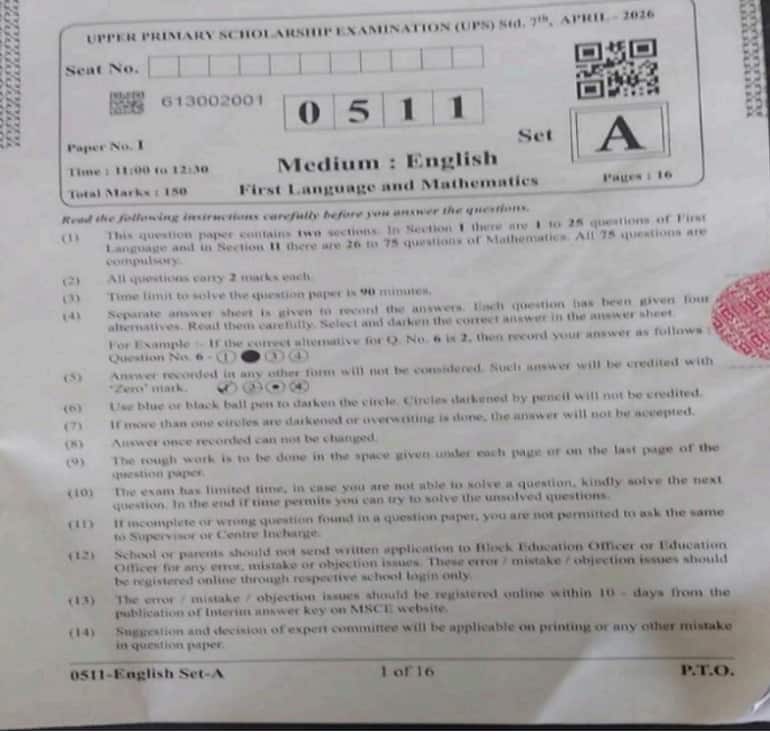 UPPER PRIMARY SCHOLARSHIP EXAMINATION (UPS) Std. 7th, APRIL - 2026
Seat No.
613002001
0 5 1 1
Set A
Paper No. I
Time : 11:00 to 12:30
Medium : English
Total Marks : 150
First Language and Mathematics
Pages : 16
Read the following instructions carefully before you answer the questions.
(1) This question paper contains two sections. In Section I there are 1 to 25 questions of First
Language and in Section II there are 26 to 75 questions of Mathematics. All 75 questions are
compulsory.
(2) All questions carry 2 marks each.
(3) Time limit to solve the question paper is 90 minutes.
(4) Separate answer sheet is given to record the answers. Each question has been given four
alternatives. Read them carefully. Select and darken the correct answer in the answer sheet.
For Example :- If the correct alternative for Q. No. 6 is 2, then record your answer as follows :
Question No. 6 - ① ● ③ ④
(5) Answer recorded in any other form will not be considered. Such answer will be credited with
'Zero' mark.
(6) Use blue or black ball pen to darken the circle. Circles darkened by pencil will not be credited.
(7) If more than one circles are darkened or overwriting is done, the answer will not be accepted.
(8) Answer once recorded can not be changed.
(9) The rough work is to be done in the space given under each page or on the last page of the
question paper.
(10) The exam has limited time, in case you are not able to solve a question, kindly solve the next
question. In the end if time permits you can try to solve the unsolved questions.
(11) If incomplete or wrong question found in a question paper, you are not permitted to ask the same
to Supervisor or Centre Incharge.
(12) School or parents should not send written application to Block Education Officer or Education
Officer for any error, mistake or objection issues. These error / mistake / objection issues should
be registered online through respective school login only.
(13) The error / mistake / objection issues should be registered online within 10 - days from the
publication of Interim answer key on MSCE website.
(14) Suggestion and decision of expert committee will be applicable on printing or any other mistake
in question paper.
0511-English Set-A
1 of 16
P.T.O.